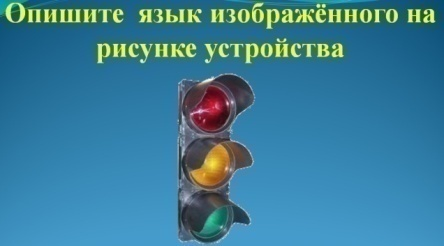 Опишите язык изображённого на
рисунке устройства